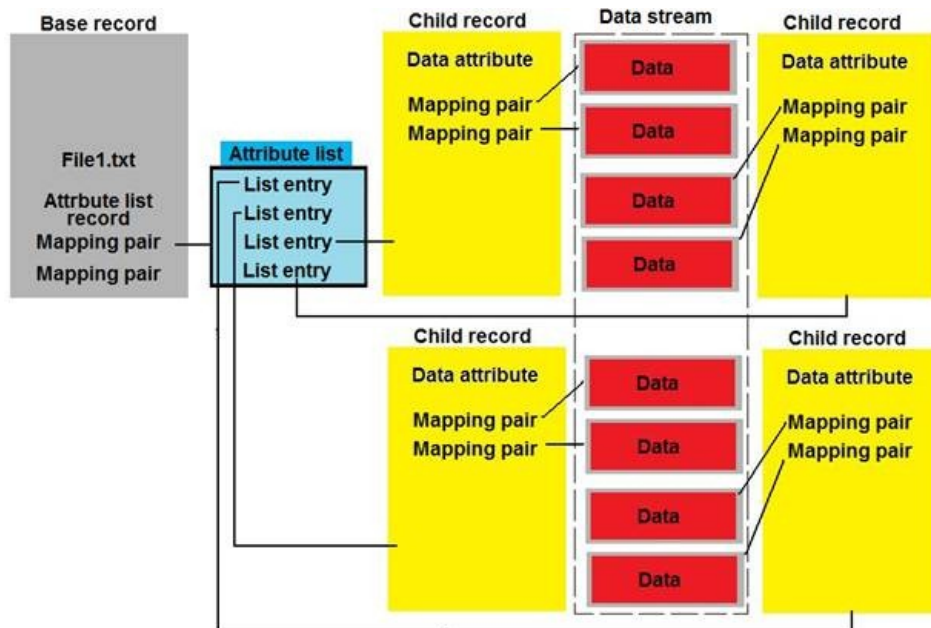 Base record
File1.txt
Attrbute list
record
Mapping pair
Mapping pair
Attribute list
List entry
List entry
List entry
List entry
Child record
Data attribute
Mapping pair
Mapping pair
Data stream
Data
Data
Data
Data
Child record
Data attribute
Mapping pair
Mapping pair
Child record
Data attribute
Mapping pair
Mapping pair
Data
Data
Data
Data
Child record
Data attribute
Mapping pair
Mapping pair